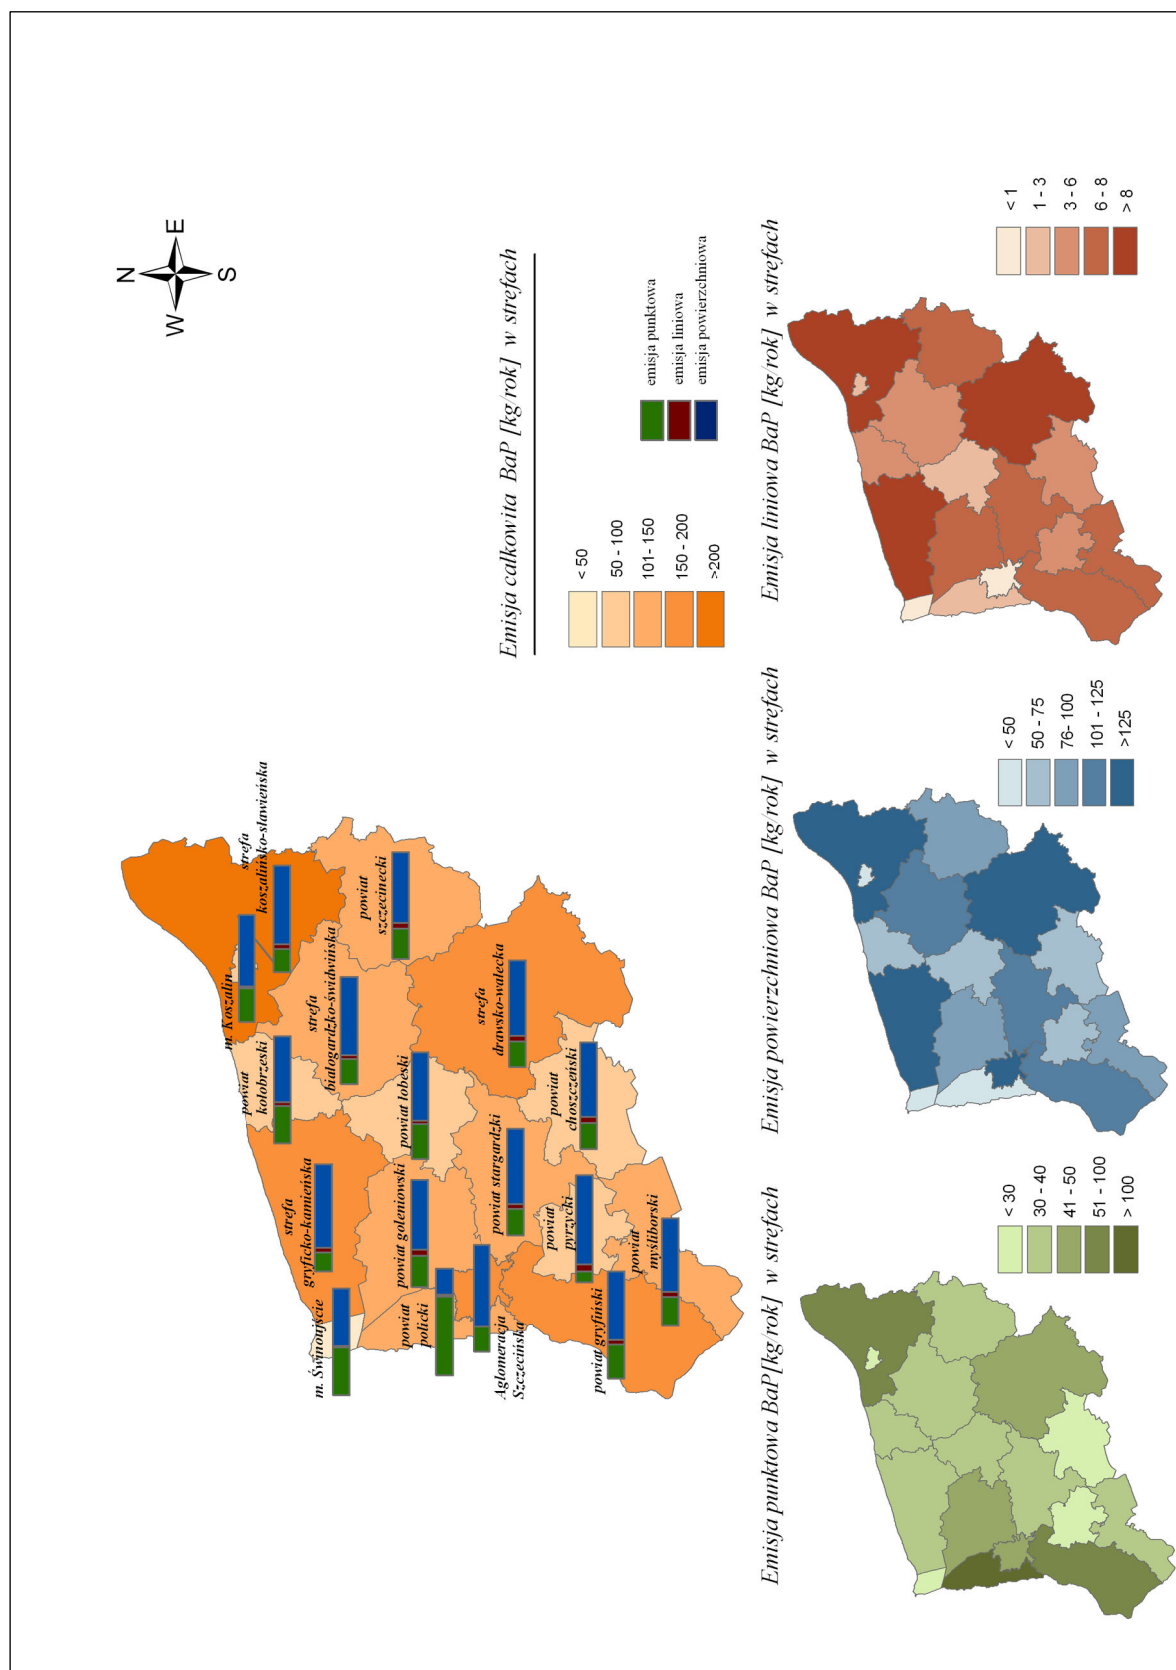 N
W
E
S
m. Koszalin
strefa
koszalińsko-sławieńska
powiat
kołobrzeski
strefa
białogardzko-świdwińska
powiat
szczecinecki
strefa
gryficko-kamieńska
m. Świnoujście
powiat goleniowski
powiat łobeski
powiat
policki
strefa
drawsko-wałecka
powiat stargardzki
Aglomeracja
Szczecińska
powiat
choszczeński
powiat
pyrzycki
powiat gryfiński
powiat
myśliborski
Emisja całkowita BaP [kg/rok] w strefach
< 50
50 - 100
101- 150
150 - 200
>200
emisja punktowa
emisja liniowa
emisja powierzchniowa
Emisja punktowa BaP[kg/rok] w strefach
< 30
30 - 40
41 - 50
51 - 100
> 100
Emisja powierzchniowa BaP [kg/rok] w strefach
< 50
50 - 75
76- 100
101 - 125
>125
Emisja liniowa BaP [kg/rok] w strefach
< 1
1 - 3
3 - 6
6 - 8
> 8